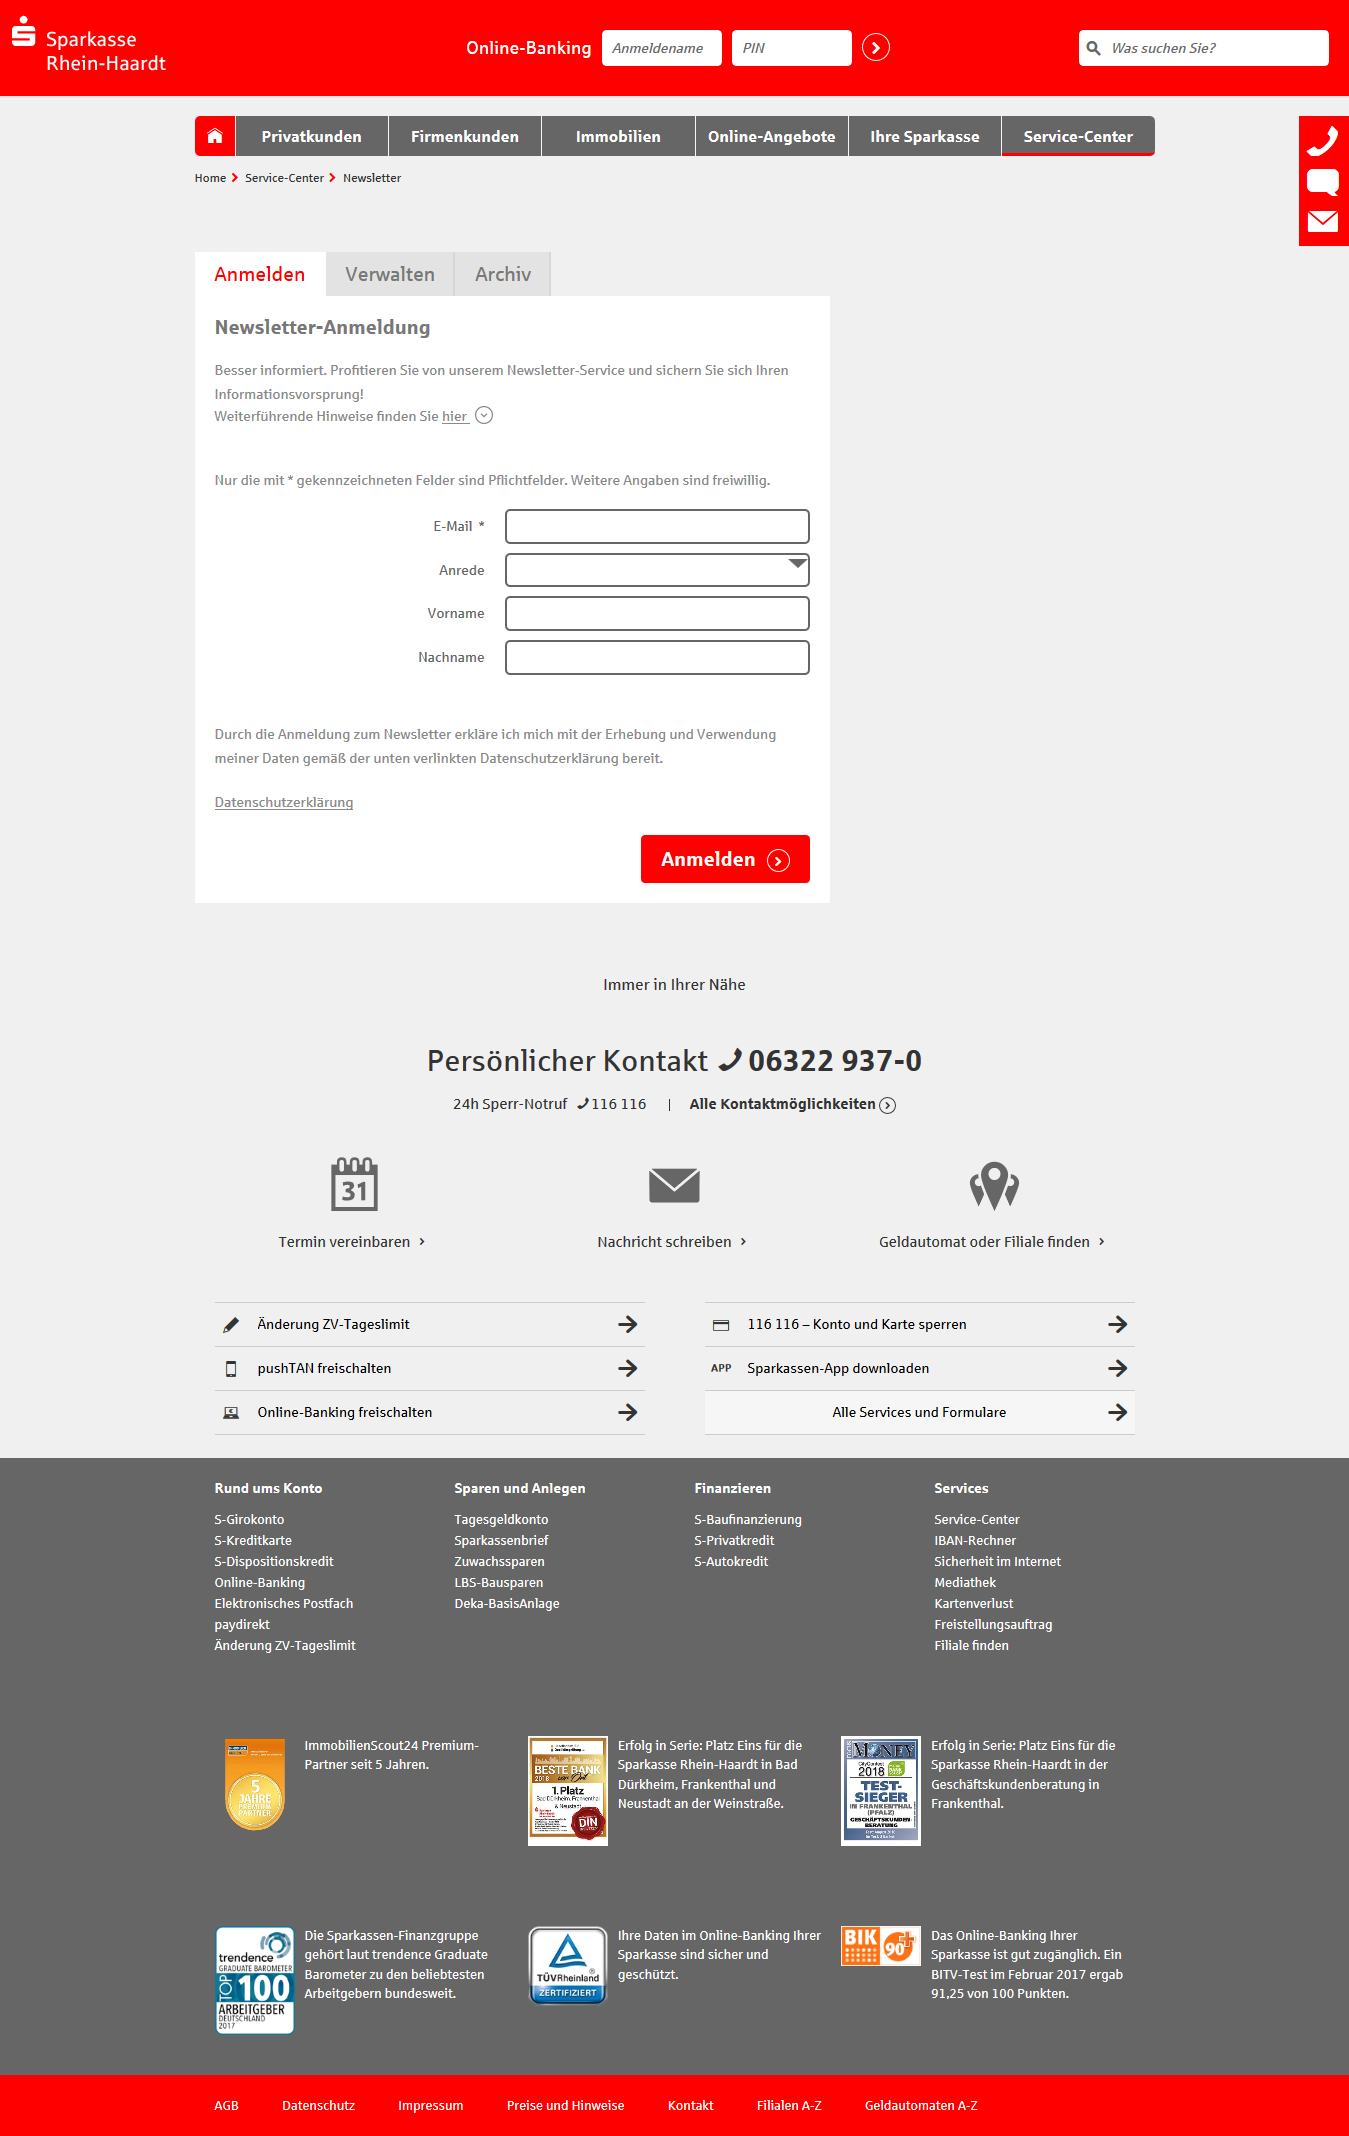 Sparkasse
Rhein-Haardt
Online-Banking Anmeldename PIN
Was suchen Sie?
Privatkunden Firmenkunden Immobilien Online-Angebote Ihre Sparkasse Service-Center
Home Service-Center Newsletter
Anmelden Verwalten Archiv
Newsletter-Anmeldung
Besser informiert. Profitieren Sie von unserem Newsletter-Service und sichern Sie sich Ihren
Informationsvorsprung!
Weiterführende Hinweise finden Sie hier
Nur die mit * gekennzeichneten Felder sind Pflichtfelder. Weitere Angaben sind freiwillig.
E-Mail *
Anrede
Vorname
Nachname
Durch die Anmeldung zum Newsletter erkläre ich mich mit der Erhebung und Verwendung
meiner Daten gemäß der unten verlinkten Datenschutzerklärung bereit.
Datenschutzerklärung
Anmelden
Immer in Ihrer Nähe
Persönlicher Kontakt 06322 937-0
24h Sperr-Notruf 116 116 | Alle Kontaktmöglichkeiten
31
Termin vereinbaren Nachricht schreiben Geldautomat oder Filiale finden
Änderung ZV-Tageslimit
pushTAN freischalten
Online-Banking freischalten
116 116 – Konto und Karte sperren
APP Sparkassen-App downloaden
Alle Services und Formulare
Rund ums Konto
S-Girokonto
S-Kreditkarte
S-Dispositionskredit
Online-Banking
Elektronisches Postfach
paydirekt
Änderung ZV-Tageslimit
Sparen und Anlegen
Tagesgeldkonto
Sparkassenbrief
Zuwachssparen
LBS-Bausparen
Deka-BasisAnlage
Finanzieren
S-Baufinanzierung
S-Privatkredit
S-Autokredit
Services
Service-Center
IBAN-Rechner
Sicherheit im Internet
Mediathek
Kartenverlust
Freistellungsauftrag
Filiale finden
5
JAHRE
PREMIUM
PARTNER
ImmobilienScout24 Premium-
Partner seit 5 Jahren.
BESTE BANK
2018 vor Ort
1. Platz
Bad Dürkheim, Frankenthal
& Neustadt
DIN
Erfolg in Serie: Platz Eins für die
Sparkasse Rhein-Haardt in Bad
Dürkheim, Frankenthal und
Neustadt an der Weinstraße.
MONEY
CityContest
2018
TEST-
SIEGER
IN FRANKENTHAL
(PFALZ)
GESCHÄFTSKUNDEN-
BERATUNG
Erfolg in Serie: Platz Eins für die
Sparkasse Rhein-Haardt in der
Geschäftskundenberatung in
Frankenthal.
trendence
GRADUATE BAROMETER
TOP
100
ARBEITGEBER
DEUTSCHLAND
2017
Die Sparkassen-Finanzgruppe
gehört laut trendence Graduate
Barometer zu den beliebtesten
Arbeitgebern bundesweit.
TÜVRheinland
ZERTIFIZIERT
Ihre Daten im Online-Banking Ihrer
Sparkasse sind sicher und
geschützt.
BIK 90+
Das Online-Banking Ihrer
Sparkasse ist gut zugänglich. Ein
BITV-Test im Februar 2017 ergab
91,25 von 100 Punkten.
AGB Datenschutz Impressum Preise und Hinweise Kontakt Filialen A-Z Geldautomaten A-Z